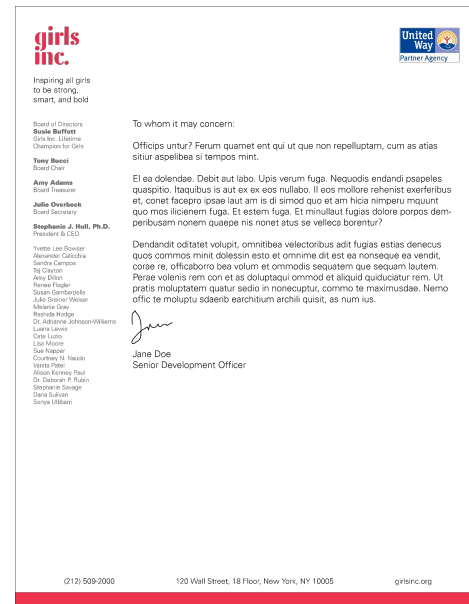 girls
inc.
United
Way
Partner Agency
Inspiring all girls
to be strong,
smart, and bold
Board of Directors
Susie Buffett
Girls Inc. Lifetime
Champion for Girls
Tony Bucci
Board Chair
Amy Adams
Board Treasurer
Julie Overbeck
Board Secretary
Stephanie J. Hull, Ph.D.
President & CEO
Yvette Lee Bowser
Alexander Calicchia
Sandra Campos
Taj Clayton
Amy Dillon
Renee Flagler
Susan Gambardella
Julie Greiner Weiser
Melanie Gray
Rashida Hodge
Dr. Adrianne Johnson-Williams
Luana Lewis
Cate Luzio
Lisa Moore
Sue Napper
Courtney N. Naudo
Vanita Patel
Alison Kenney Paul
Dr. Deborah P. Rubin
Stephanie Savage
Dana Sulivan
Sonya Ullibarri
To whom it may concern:
Officips untur? Ferum quamet ent qui ut que non repelluptam, cum as atias
sitiur aspelibea si tempos mint.
El ea dolendae. Debit aut labo. Upis verum fuga. Nequodis endandi psapeles
quaspitio. Itaquibus is aut ex ex eos nullabo. Il eos mollore rehenist exerferibus
et, conet facepro ipsae laut am is di simod quo et am hicia nimperu mquunt
quo mos ilicienem fuga. Et estem fuga. Et minullaut fugias dolore porpos dem-
peribusam nonem quaepe nis nonet atus se velleca borentur?
Dendandit oditatet volupit, omnitibea velectoribus adit fugias estias denecus
quos commos minit dolessin esto et omnime dit est ea nonseque ea vendit,
corae re, officaborro bea volum et ommodis sequatem que sequam lautem.
Perae volenis rem con et as doluptaqui ommod et aliquid quiduciatur rem. Ut
pratis moluptatem quatur sedio in nonecuptur, commo te maximusdae. Nemo
offic te moluptu sdaerib earchitium archili quisit, as num ius.
Jane Doe
Senior Development Officer
(212) 509-2000
120 Wall Street, 18 Floor, New York, NY 10005
girlsinc.org